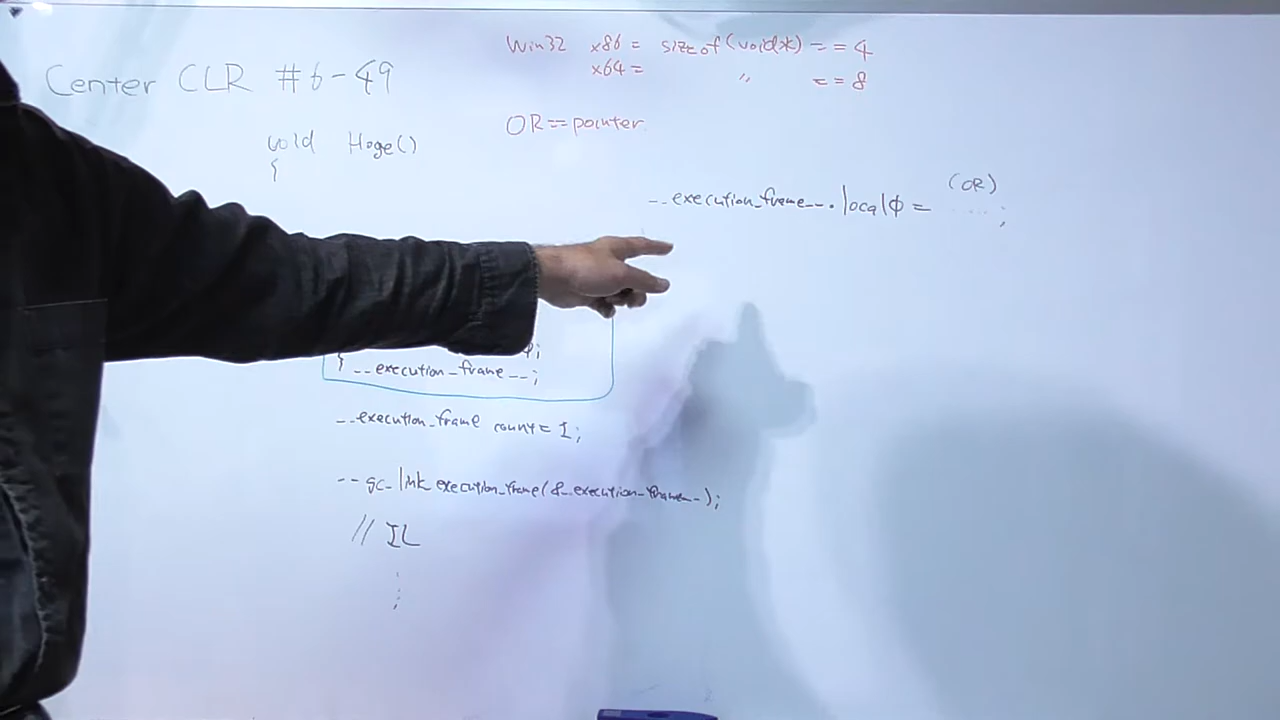 Center CLR #6-49
Win32 x86 = sizeof(void*) == 4
x64 = 〃 == 8
OR==pointer
void Hoge()
{
(OR)
__execution_frame__.local0 = ..... ;
0;
} __execution_frame__;
__execution_frame count = 1;
__gc_link_execution_frame(&__execution_frame__);
// IL